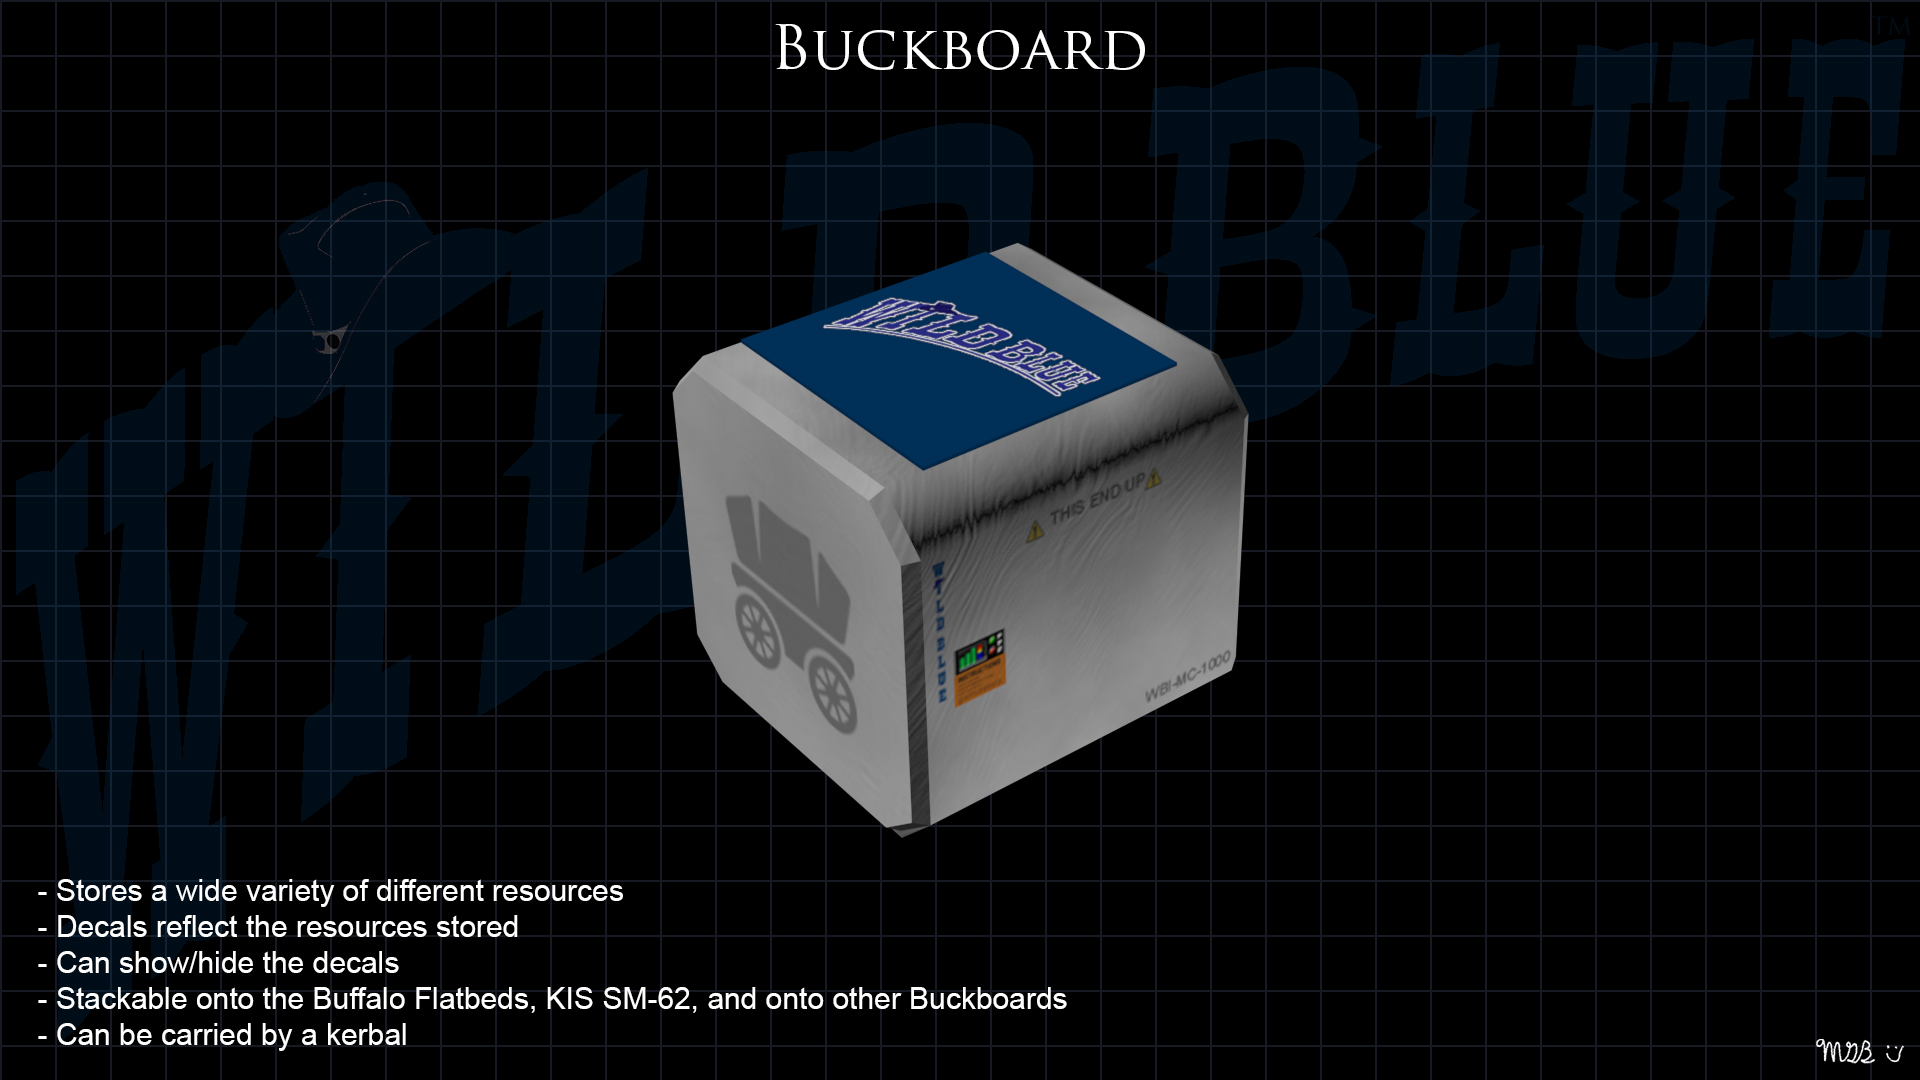 BUCKBOARD
TM
WILD BLUE
WILD BLUE
⚠ THIS END UP ⚠
WILD BLUE
INSTRUCTIONS
WBI-MC-1000
- Stores a wide variety of different resources
- Decals reflect the resources stored
- Can show/hide the decals
- Stackable onto the Buffalo Flatbeds, KIS SM-62, and onto other Buckboards
- Can be carried by a kerbal
MGB :)